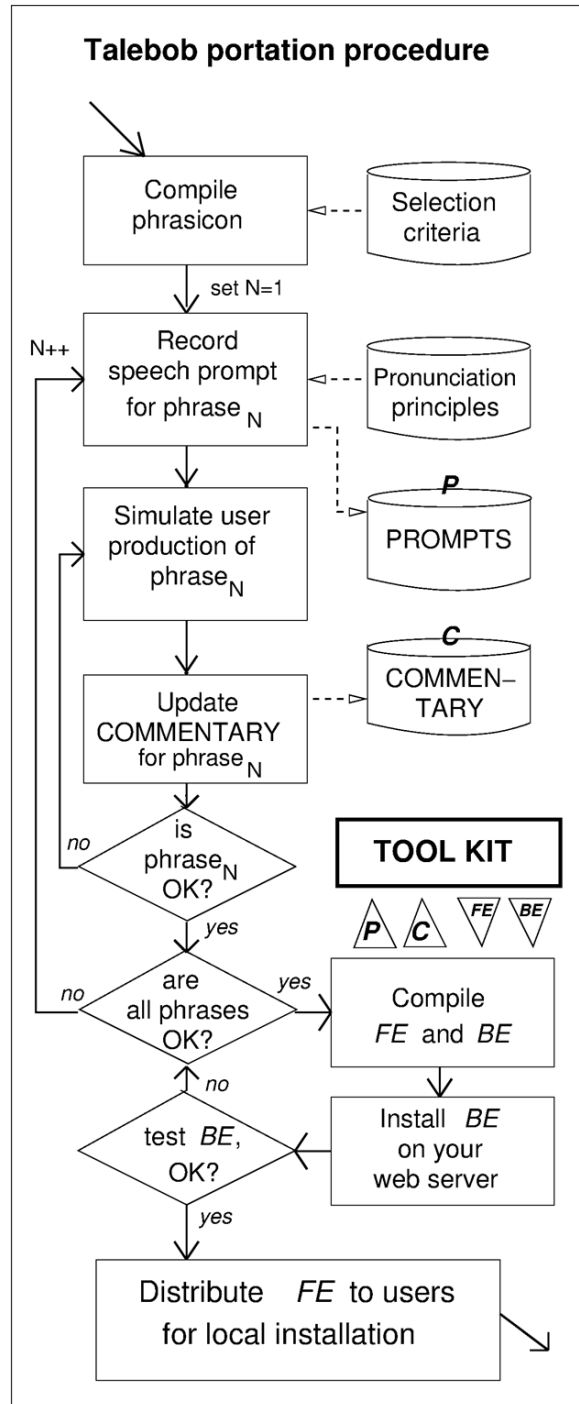 Talebob portation procedure
Compile
phrasicon
Selection
criteria
set N=1
N++
Record
speech prompt
for phrase N
Pronunciation
principles
P
PROMPTS
Simulate user
production of
phrase N
C
COMMEN–
TARY
Update
COMMENTARY
for phrase N
is
phrase N
OK?
no
yes
TOOL KIT
P C FE BE
are
all phrases
OK?
no
yes
Compile
FE and BE
Install BE
on your
web server
test BE,
OK?
no
yes
Distribute FE to users
for local installation